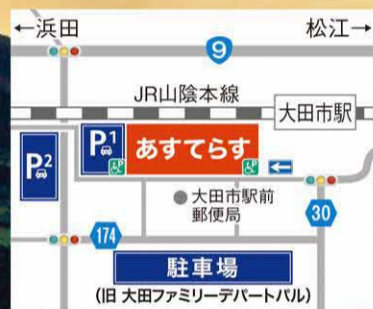 ←浜田
松江→
9
JR山陰本線
大田市駅
P1
P2
あすてらす
P
P
大田市駅前
郵便局
30
174
駐車場
(旧 大田ファミリーデパートパル)